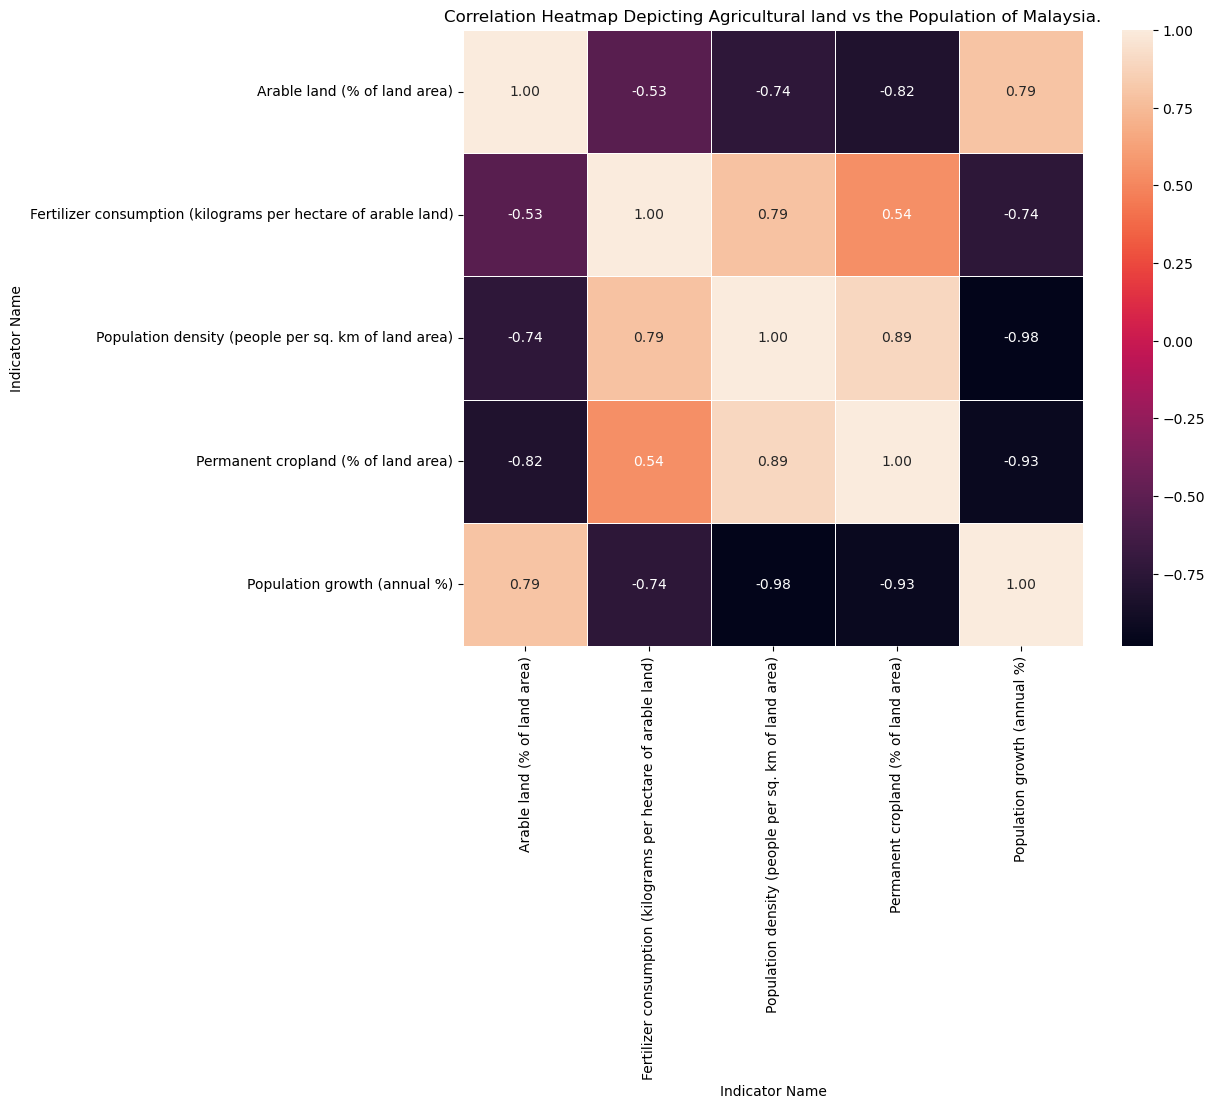 Correlation Heatmap Depicting Agricultural land vs the Population of Malaysia.
Indicator Name
Arable land (% of land area)
1.00 -0.53 -0.74 -0.82 0.79
Fertilizer consumption (kilograms per hectare of arable land)
-0.53 1.00 0.79 0.54 -0.74
Population density (people per sq. km of land area)
-0.74 0.79 1.00 0.89 -0.98
Permanent cropland (% of land area)
-0.82 0.54 0.89 1.00 -0.93
Population growth (annual %)
0.79 -0.74 -0.98 -0.93 1.00
Arable land (% of land area)
Fertilizer consumption (kilograms per hectare of arable land)
Population density (people per sq. km of land area)
Permanent cropland (% of land area)
Population growth (annual %)
Indicator Name
1.00
0.75
0.50
0.25
0.00
−0.25
−0.50
−0.75